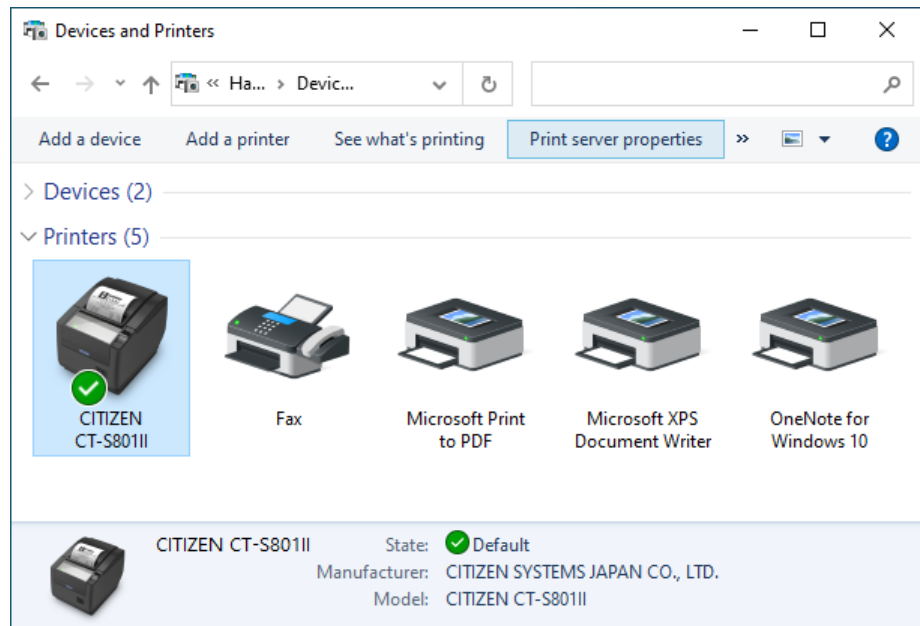 Devices and Printers
« Ha... › Devic...
Add a device Add a printer See what's printing Print server properties »
Devices (2)
Printers (5)
CITIZEN
CT-S801II
Fax
Microsoft Print
to PDF
Microsoft XPS
Document Writer
OneNote for
Windows 10
CITIZEN CT-S801II State: Default
Manufacturer: CITIZEN SYSTEMS JAPAN CO., LTD.
Model: CITIZEN CT-S801II